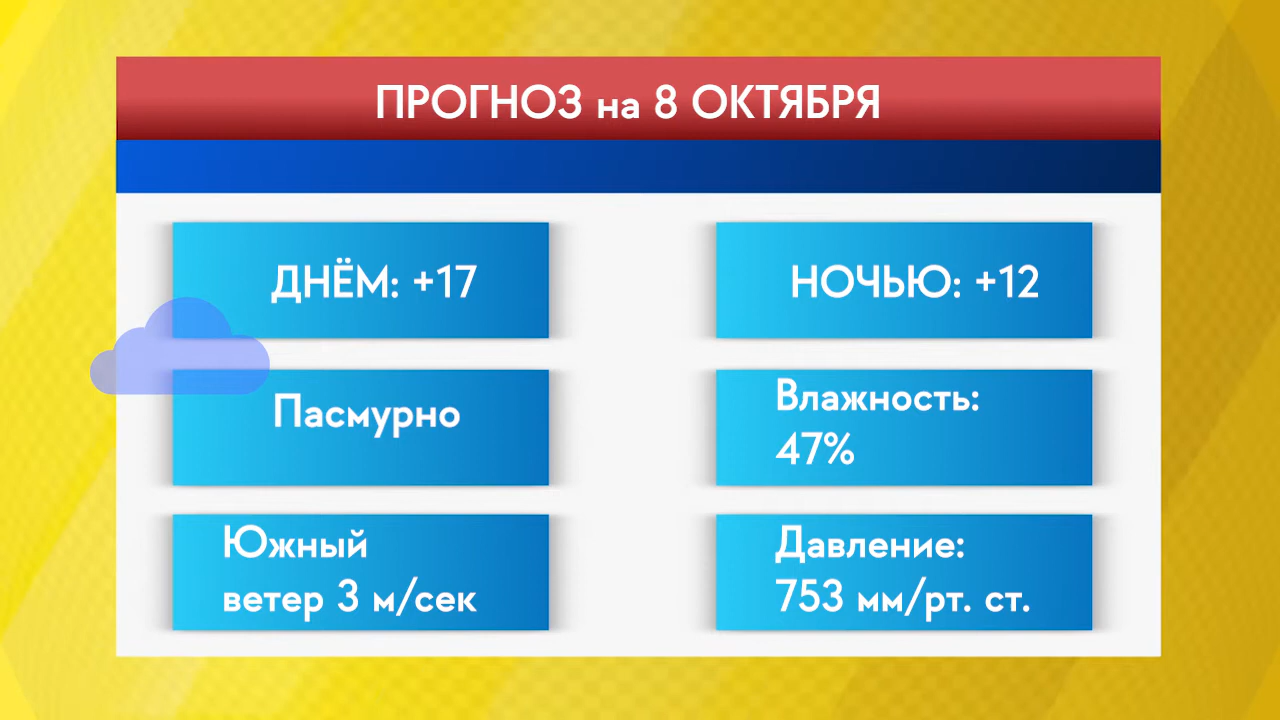 ПРОГНОЗ на 8 ОКТЯБРЯ
ДНЁМ: +17
НОЧЬЮ: +12
Пасмурно
Влажность:
47%
Южный
ветер 3 м/сек
Давление:
753 мм/рт. ст.